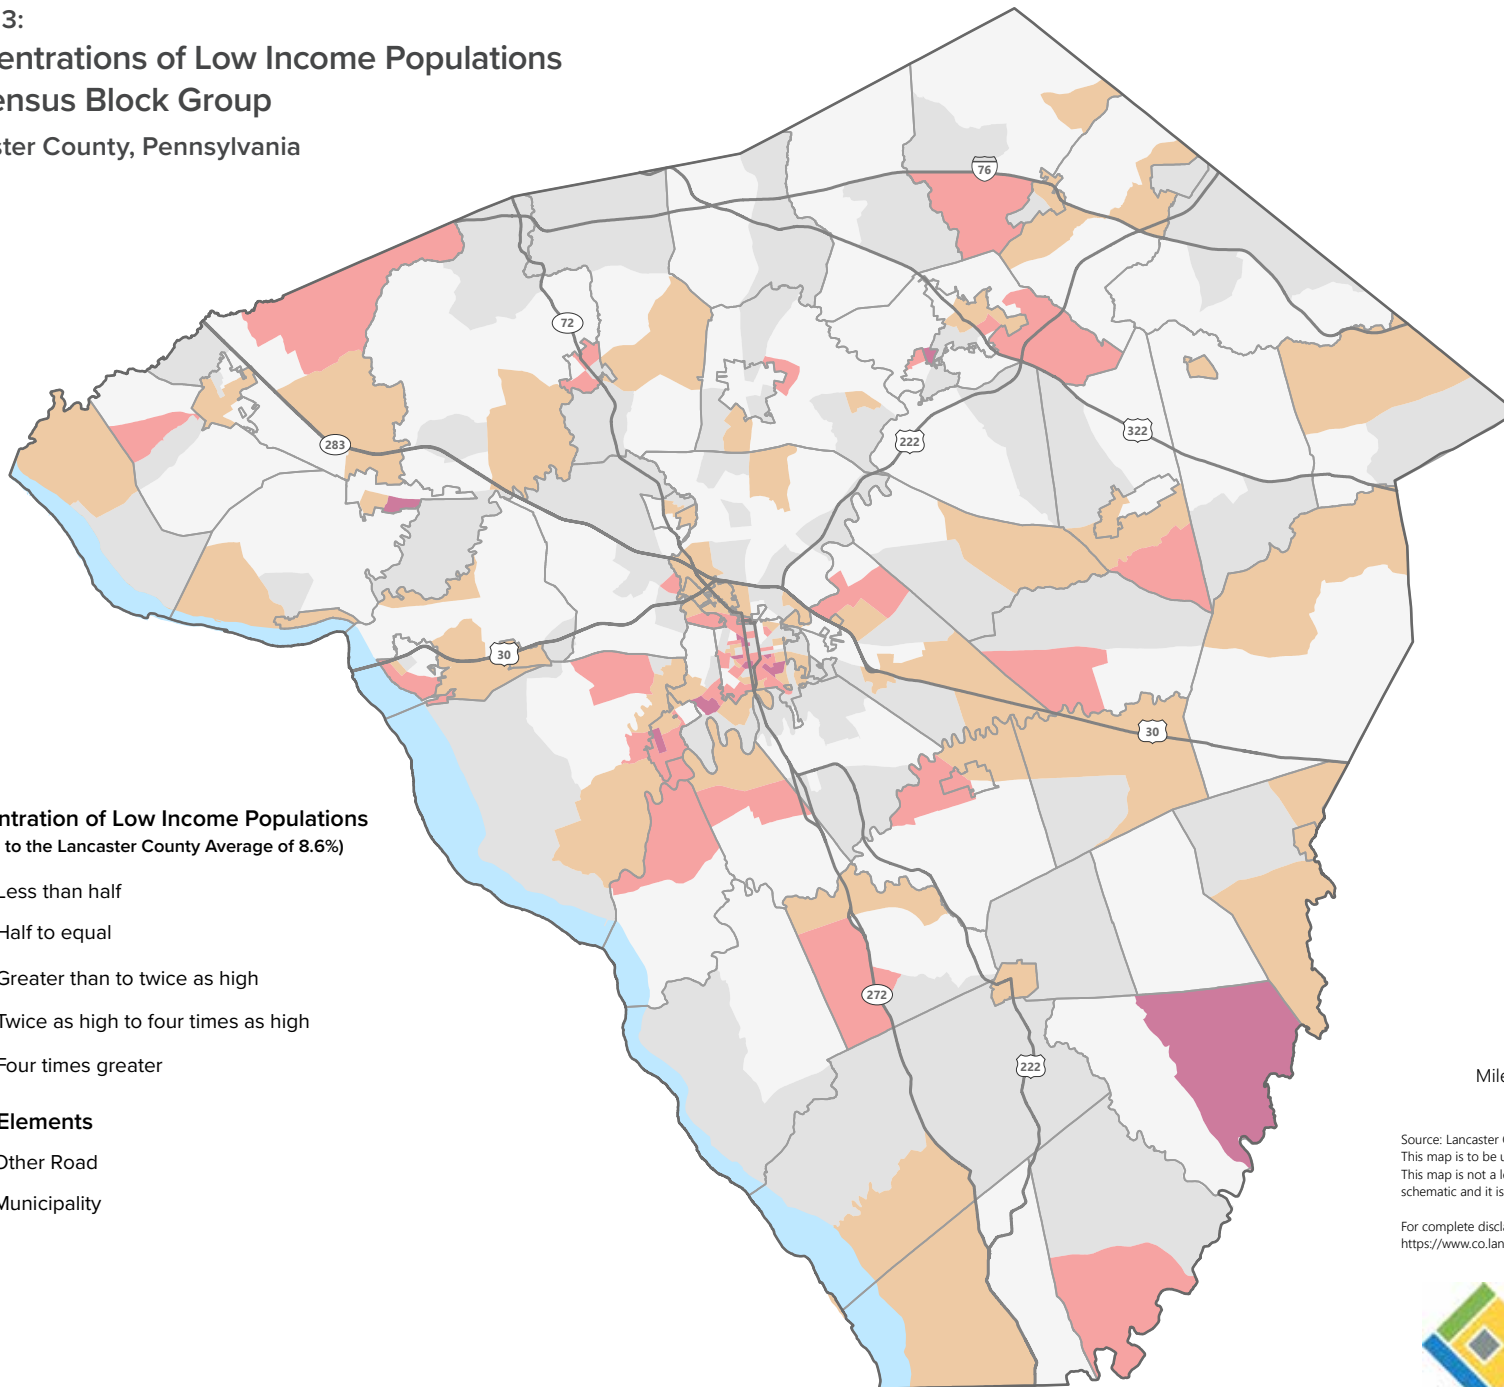 3:
entrations of Low Income Populations
ensus Block Group
ster County, Pennsylvania
76
72
283
222
322
30
30
272
222
ntration of Low Income Populations
to the Lancaster County Average of 8.6%)
Less than half
Half to equal
Greater than to twice as high
Twice as high to four times as high
Four times greater
Elements
Other Road
Municipality
Mile
Source: Lancaster
This map is to be u
This map is not a l
schematic and it is
For complete discl
https://www.co.lan